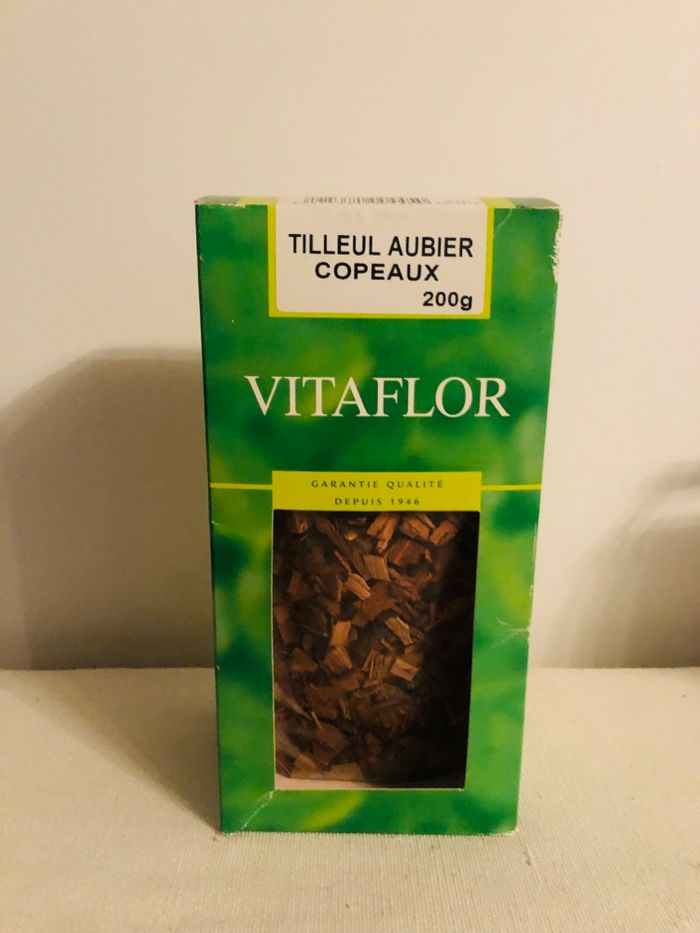 TILLEUL AUBIER
COPEAUX
200g
VITAFLOR
GARANTIE QUALITÉ
DEPUIS 1946